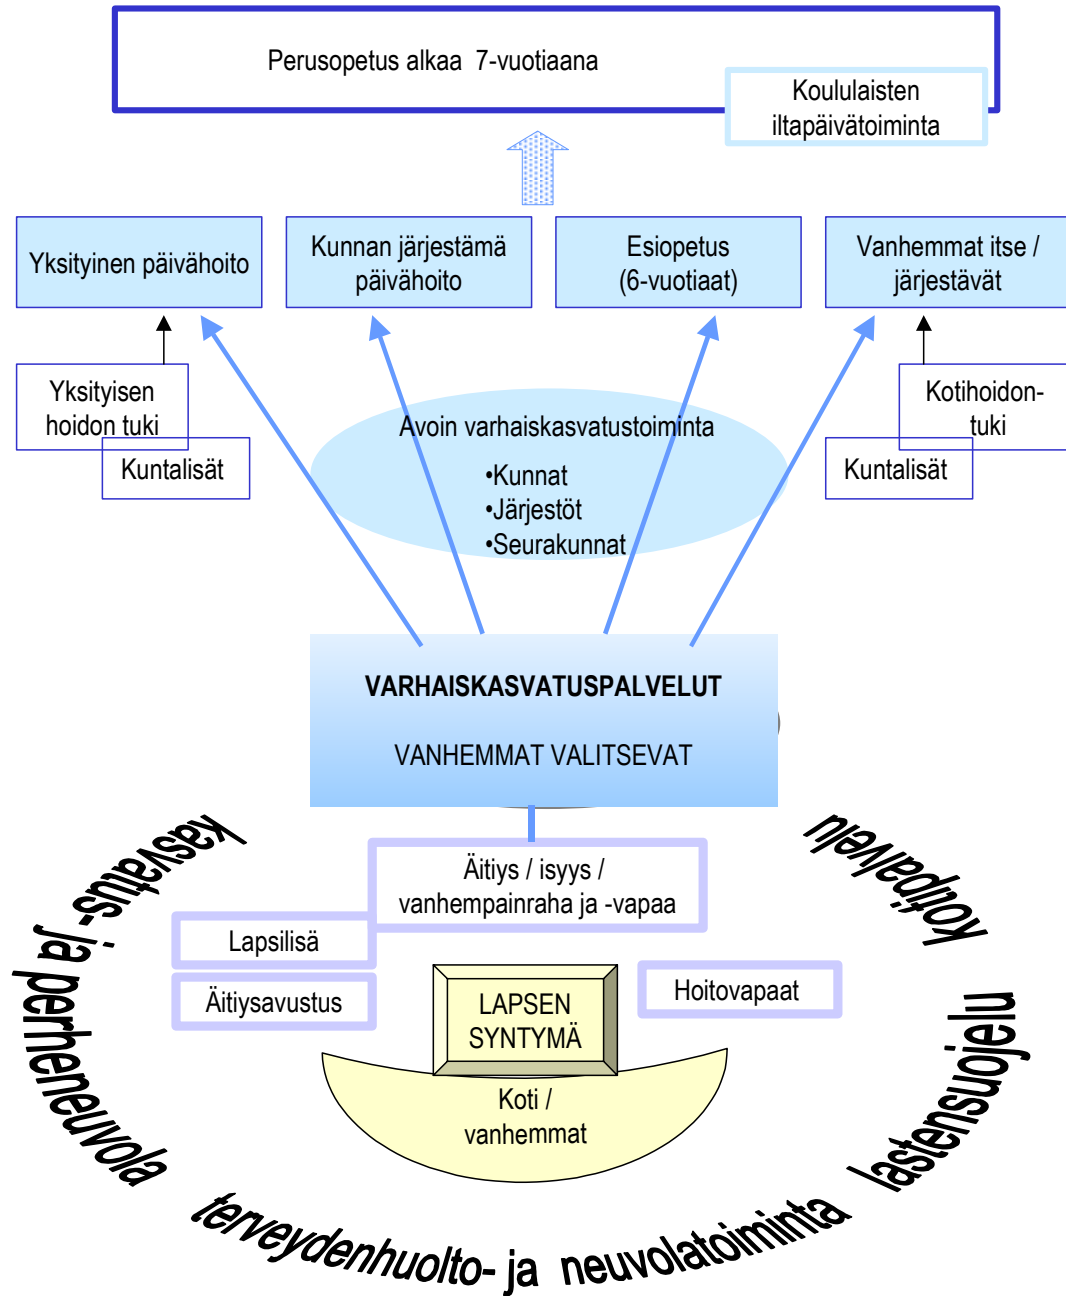 Perusopetus alkaa 7-vuotiaana
Koululaisten
iltapäivätoiminta
Yksityinen päivähoito
Kunnan järjestämä
päivähoito
Esiopetus
(6-vuotiaat)
Vanhemmat itse /
järjestävät
Yksityisen
hoidon tuki
Kuntalisät
Kotihoidon-
tuki
Kuntalisät
Avoin varhaiskasvatustoiminta
•Kunnat
•Järjestöt
•Seurakunnat
VARHAISKASVATUSPALVELUT
VANHEMMAT VALITSEVAT
Äitiys / isyys /
vanhempainraha ja -vapaa
Lapsilisä
Äitiysavustus
Hoitovapaat
LAPSEN
SYNTYMÄ
Koti /
vanhemmat
kasvatus- ja perheneuvola terveydenhuolto- ja neuvolatoiminta lastensuojelu kotipalvelu